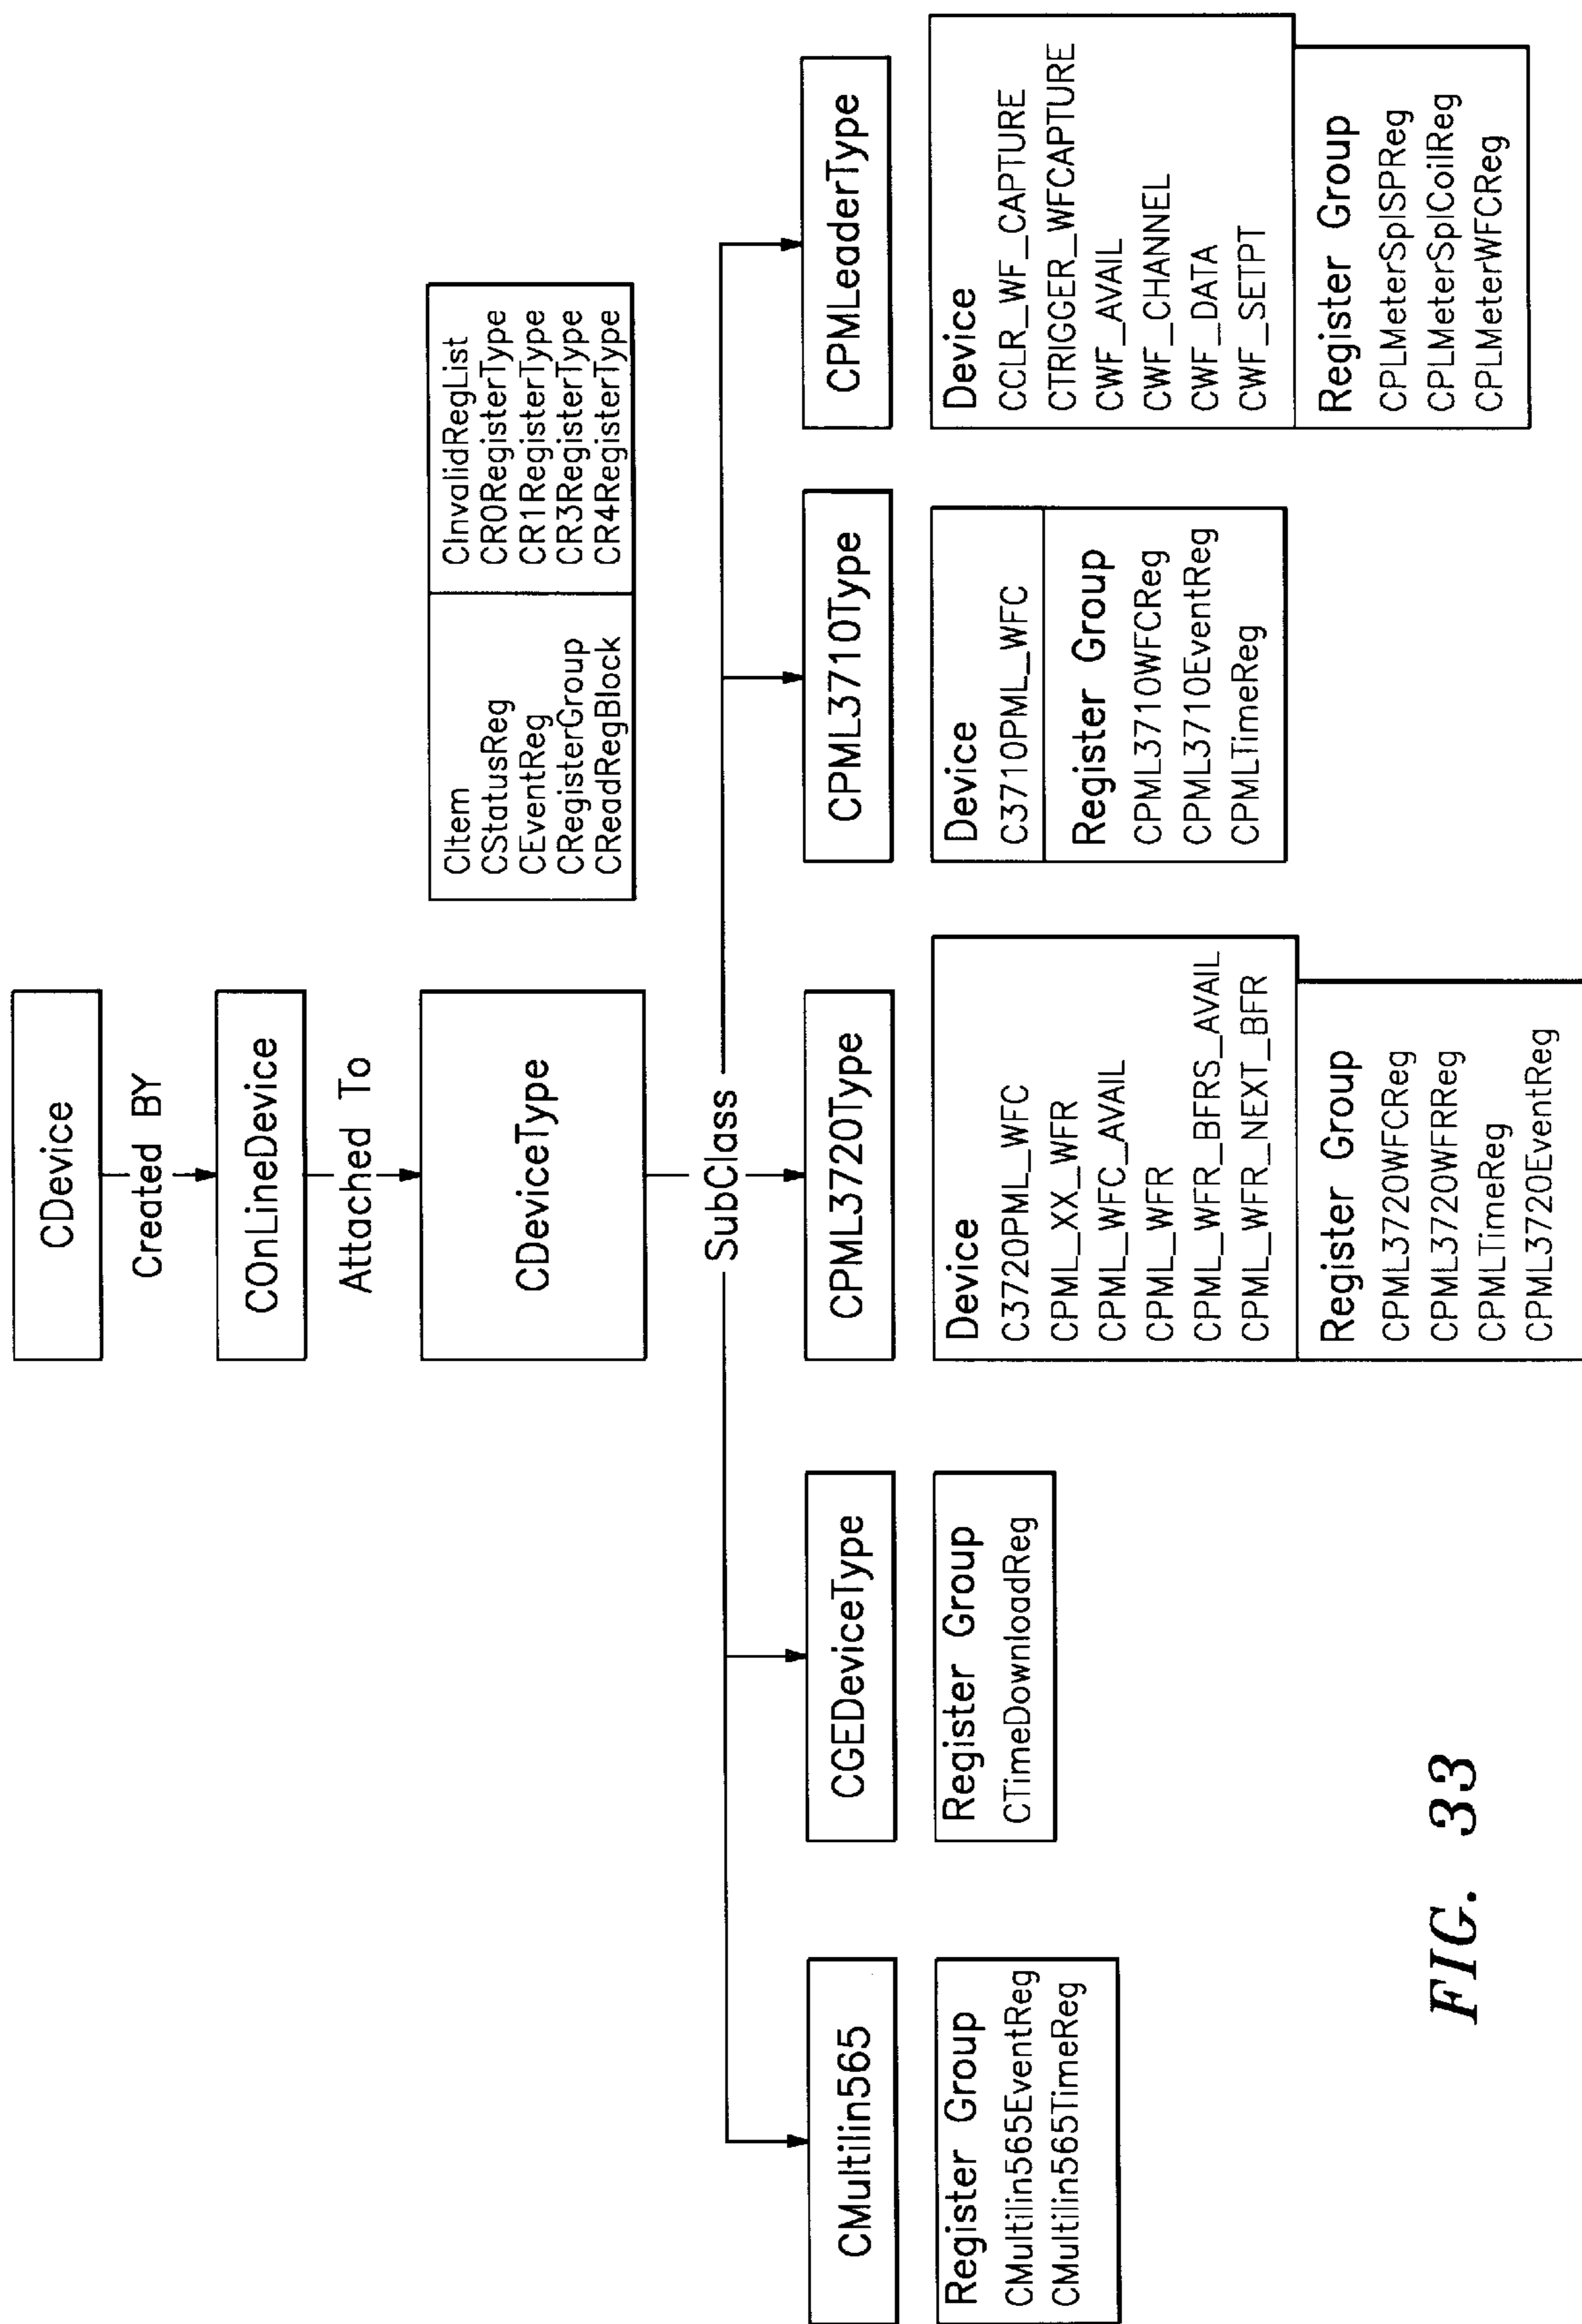 CDevice
Created BY
COnLineDevice
Attached To
CDeviceType
CItem
CStatusReg
CEventReg
CRegisterGroup
CReadRegBlock
CInvalidRegList
CR0RegisterType
CR1RegisterType
CR3RegisterType
CR4RegisterType
SubClass
CMultilin565
Register Group
CMultilin565EventReg
CMultilin565TimeReg
CGEDeviceType
Register Group
CTimeDownloadReg
CPML3720Type
Device
C3720PML_WFC
CPML_XX_WFR
CPML_WFC_AVAIL
CPML_WFR
CPML_WFR_BFRS_AVAIL
CPML_WFR_NEXT_BFR
Register Group
CPML3720WFCReg
CPML3720WFRReg
CPMLTimeReg
CPML3720EventReg
CPML3710Type
Device
C3710PML_WFC
Register Group
CPML3710WFCReg
CPML3710EventReg
CPMLTimeReg
CPMLeaderType
Device
CCLR_WF_CAPTURE
CTRIGGER_WFCAPTURE
CWF_AVAIL
CWF_CHANNEL
CWF_DATA
CWF_SETPT
Register Group
CPLMeterSplSPReg
CPLMeterSplCoilReg
CPLMeterWFCReg
FIG. 33